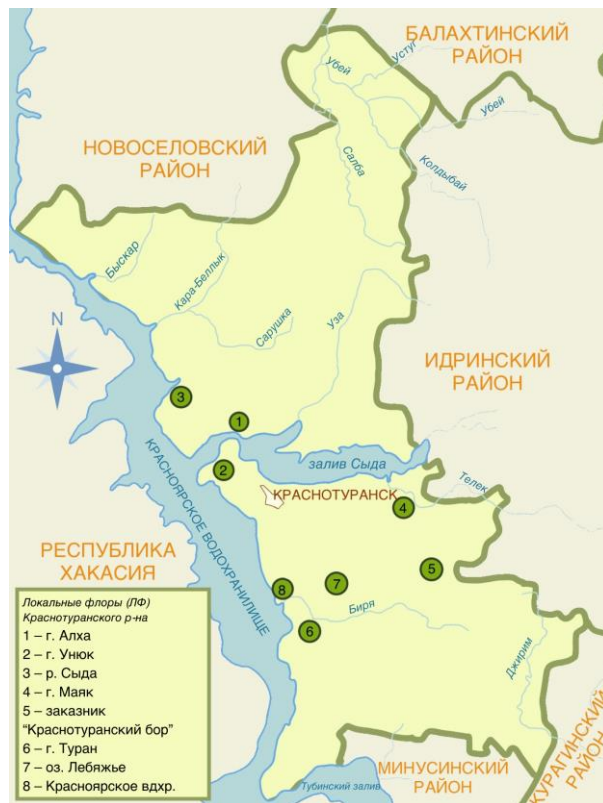 БАЛАХТИНСКИЙ
РАЙОН
Убей
Устуг
Убей
НОВОСЕЛОВСКИЙ
РАЙОН
Салба
Колдыбай
Быскар
Кара-Беллык
Сарушка
Уза
N
ИДРИНСКИЙ
РАЙОН
3
1
залив Сыда
2
КРАСНОТУРАНСК
4
Телек
КРАСНОЯРСКОЕ ВОДОХРАНИЛИЩЕ
РЕСПУБЛИКА
ХАКАСИЯ
5
7
8
Биря
6
Джирим
Локальные флоры (ЛФ)
Краснотуранского р-на
1 – г. Алха
2 – г. Унюк
3 – р. Сыда
4 – г. Маяк
5 – заказник
“Краснотуранский бор”
6 – г. Туран
7 – оз. Лебяжье
8 – Красноярское вдхр.
Тубинский залив
МИНУСИНСКИЙ
РАЙОН
КУРАГИНСКИЙ
РАЙОН